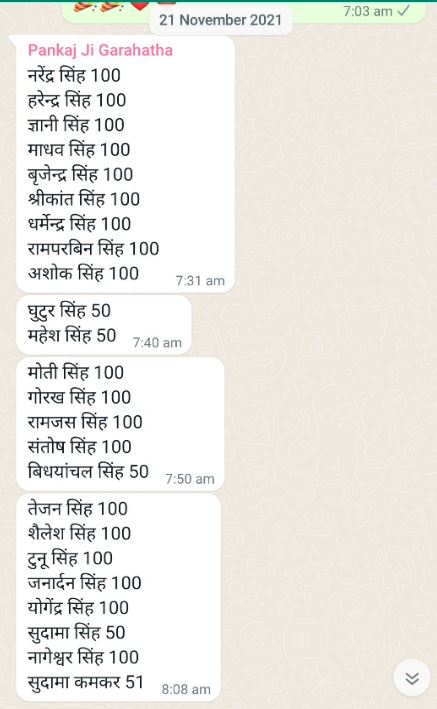 7:03 am
21 November 2021
Pankaj Ji Garahatha
नरेंद्र सिंह 100
हरेन्द्र सिंह 100
ज्ञानी सिंह 100
माधव सिंह 100
बृजेन्द्र सिंह 100
श्रीकांत सिंह 100
धर्मेन्द्र सिंह 100
रामपरबिन सिंह 100
अशोक सिंह 100
7:31 am
घुटुर सिंह 50
महेश सिंह 50
7:40 am
मोती सिंह 100
गोरख सिंह 100
रामजस सिंह 100
संतोष सिंह 100
बिधयांचल सिंह 50
7:50 am
तेजन सिंह 100
शैलेश सिंह 100
टुनू सिंह 100
जनार्दन सिंह 100
योगेंद्र सिंह 100
सुदामा सिंह 50
नागेश्वर सिंह 100
सुदामा कमकर 51
8:08 am